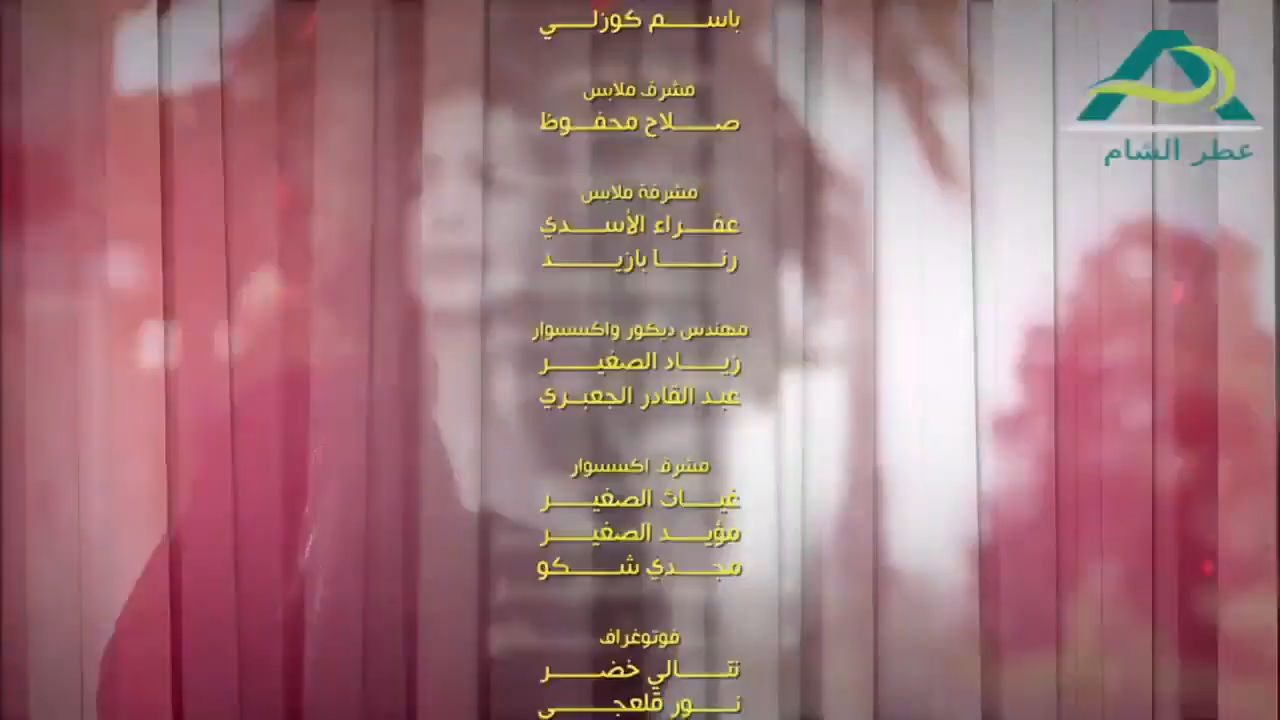 باسم كوزلي
مشرف ملابس
صلاح محفوظ
مشرفة ملابس
عفراء الأسدي
رنا بازيد
مهندس ديكور واكسسوار
زياد الصغير
عبد القادر الجعبري
مشرف اكسسوار
غياث الصغير
مؤيد الصغير
مجدي شكو
فوتوغراف
نتالي خضر
نور قلعجي
عطر الشام